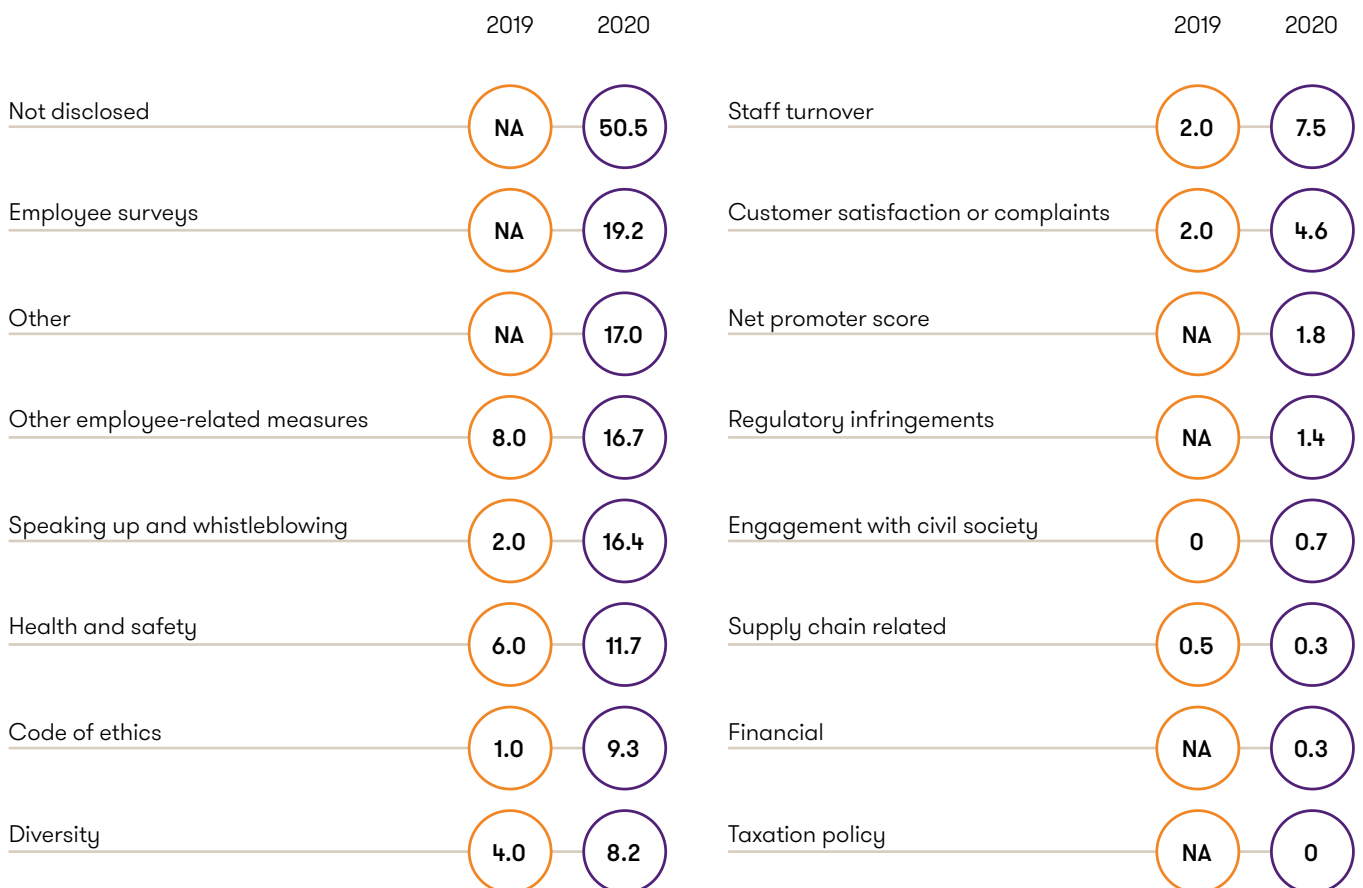 2019 2020
Not disclosed NA 50.5
Employee surveys NA 19.2
Other NA 17.0
Other employee-related measures 8.0 16.7
Speaking up and whistleblowing 2.0 16.4
Health and safety 6.0 11.7
Code of ethics 1.0 9.3
Diversity 4.0 8.2
2019 2020
Staff turnover 2.0 7.5
Customer satisfaction or complaints 2.0 4.6
Net promoter score NA 1.8
Regulatory infringements NA 1.4
Engagement with civil society 0 0.7
Supply chain related 0.5 0.3
Financial NA 0.3
Taxation policy NA 0